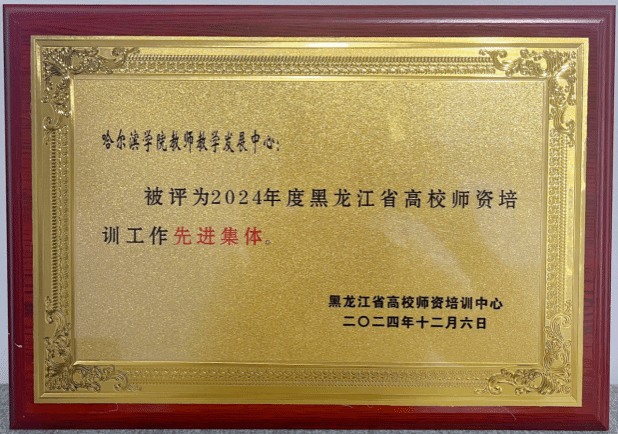 哈尔滨学院教师教学发展中心：
被评为2024年度黑龙江省高校师资培
训工作先进集体。
黑龙江省高校师资培训中心
二〇二四年十二月六日